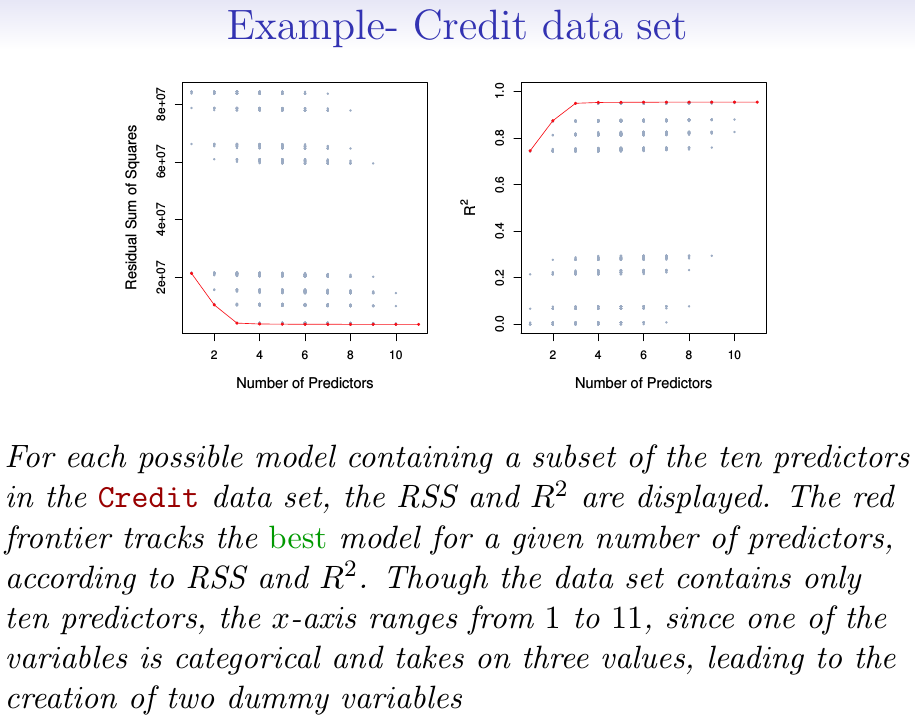 Example- Credit data set
Residual Sum of Squares
8e+07
6e+07
4e+07
2e+07
2 4 6 8 10
Number of Predictors
R²
1.0
0.8
0.6
0.4
0.2
0.0
2 4 6 8 10
Number of Predictors
For each possible model containing a subset of the ten predictors
in the Credit data set, the RSS and R² are displayed. The red
frontier tracks the best model for a given number of predictors,
according to RSS and R². Though the data set contains only
ten predictors, the x-axis ranges from 1 to 11, since one of the
variables is categorical and takes on three values, leading to the
creation of two dummy variables